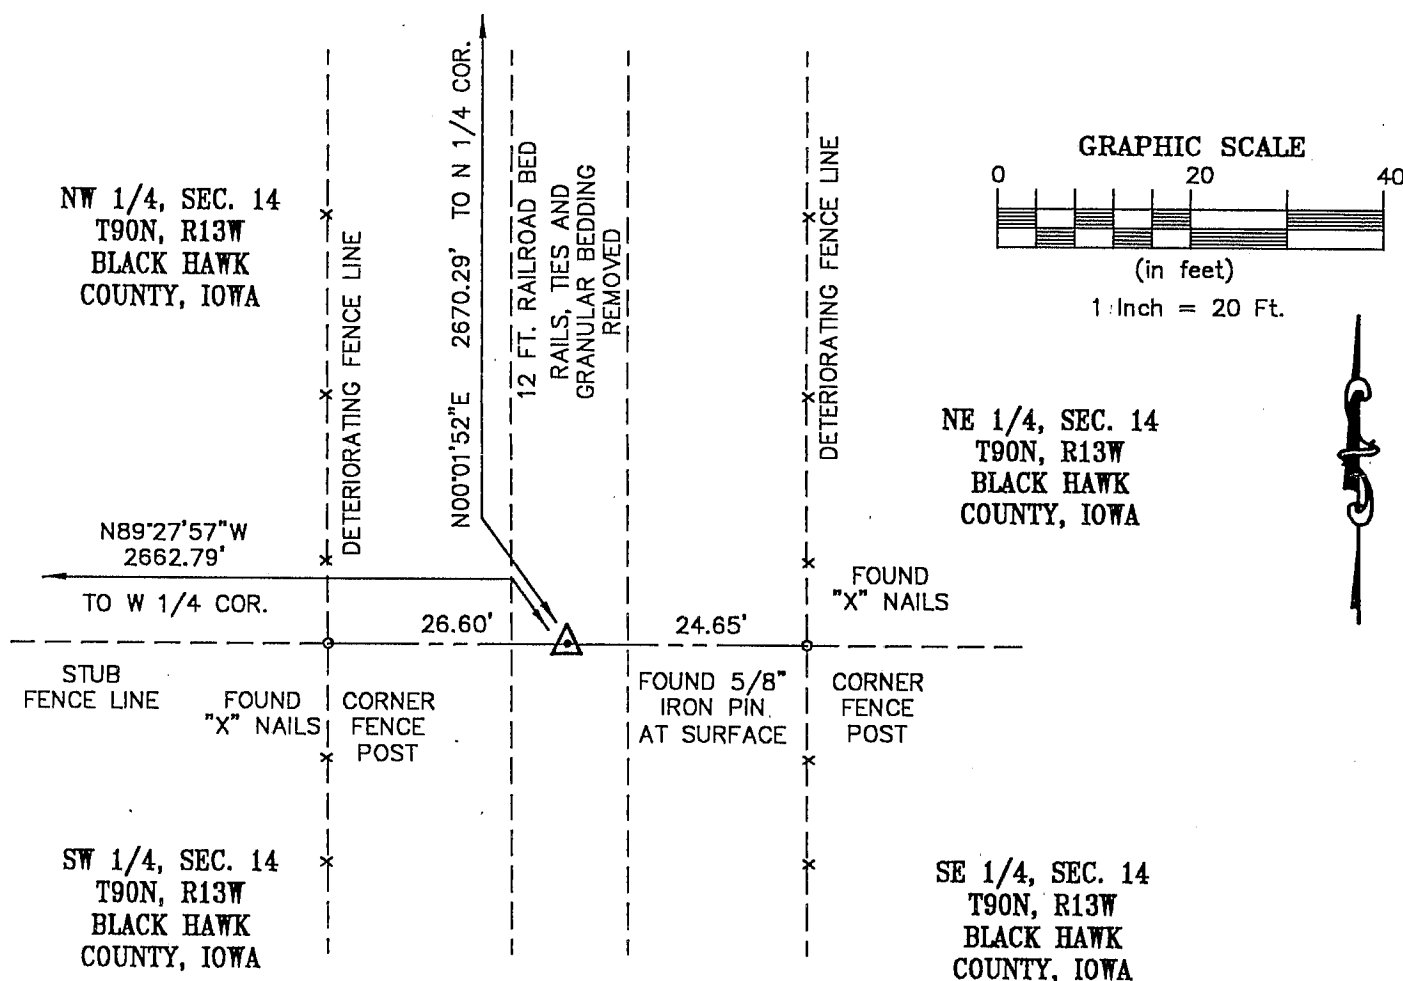 NW 1/4, SEC. 14
T90N, R13W
BLACK HAWK
COUNTY, IOWA
DETERIORATING FENCE LINE
N00°01'52"E 2670.29' TO N 1/4 COR.
12 FT. RAILROAD BED
RAILS, TIES AND
GRANULAR BEDDING
REMOVED
DETERIORATING FENCE LINE
GRAPHIC SCALE
0 20 40
(in feet)
1 Inch = 20 Ft.
NE 1/4, SEC. 14
T90N, R13W
BLACK HAWK
COUNTY, IOWA
N89°27'57"W
2662.79'
TO W 1/4 COR.
26.60'
24.65'
FOUND
"X" NAILS
STUB
FENCE LINE
FOUND
"X" NAILS
CORNER
FENCE
POST
FOUND 5/8"
IRON PIN
AT SURFACE
CORNER
FENCE
POST
SW 1/4, SEC. 14
T90N, R13W
BLACK HAWK
COUNTY, IOWA
SE 1/4, SEC. 14
T90N, R13W
BLACK HAWK
COUNTY, IOWA